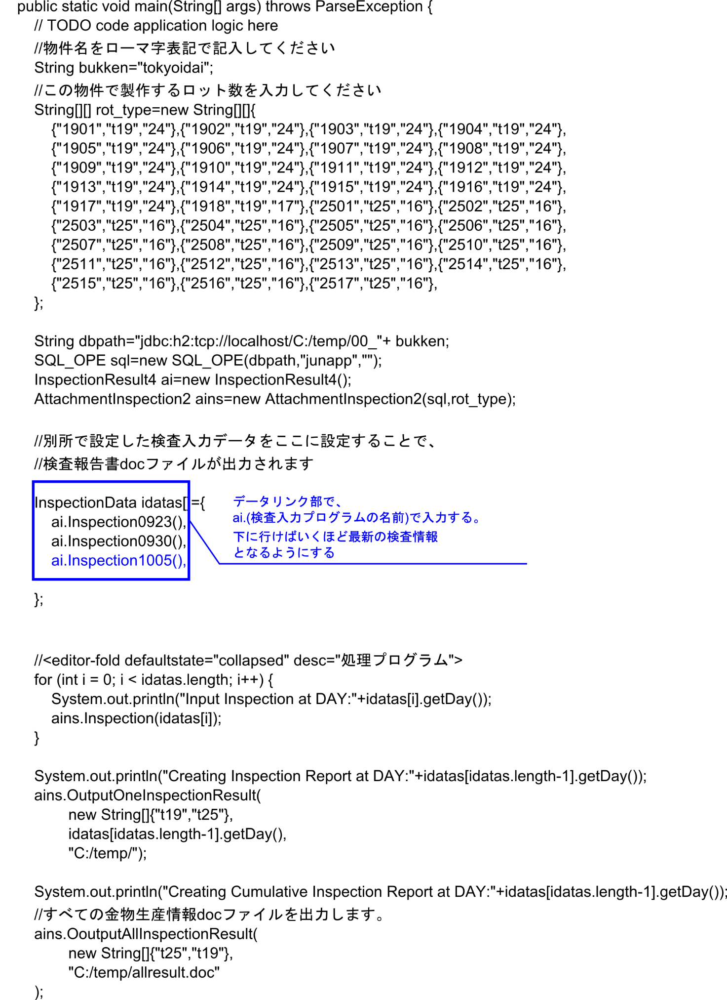 public static void main(String[] args) throws ParseException {
// TODO code application logic here
//物件名をローマ字表記で記入してください
String bukken="tokyoidai";
//この物件で製作するロット数を入力してください
String[][] rot_type=new String[][]{
{"1901","t19","24"},{"1902","t19","24"},{"1903","t19","24"},{"1904","t19","24"},
{"1905","t19","24"},{"1906","t19","24"},{"1907","t19","24"},{"1908","t19","24"},
{"1909","t19","24"},{"1910","t19","24"},{"1911","t19","24"},{"1912","t19","24"},
{"1913","t19","24"},{"1914","t19","24"},{"1915","t19","24"},{"1916","t19","24"},
{"1917","t19","24"},{"1918","t19","17"},{"2501","t25","16"},{"2502","t25","16"},
{"2503","t25","16"},{"2504","t25","16"},{"2505","t25","16"},{"2506","t25","16"},
{"2507","t25","16"},{"2508","t25","16"},{"2509","t25","16"},{"2510","t25","16"},
{"2511","t25","16"},{"2512","t25","16"},{"2513","t25","16"},{"2514","t25","16"},
{"2515","t25","16"},{"2516","t25","16"},{"2517","t25","16"},
};
String dbpath="jdbc:h2:tcp://localhost/C:/temp/00_"+ bukken;
SQL_OPE sql=new SQL_OPE(dbpath,"junapp","");
InspectionResult4 ai=new InspectionResult4();
AttachmentInspection2 ains=new AttachmentInspection2(sql,rot_type);
//別所で設定した検査入力データをここに設定することで、
//検査報告書docファイルが出力されます
InspectionData idatas[]={
ai.Inspection0923(),
ai.Inspection0930(),
ai.Inspection1005(),
データリンク部で、
ai.(検査入力プログラムの名前)で入力する。
下に行けばいくほど最新の検査情報
となるようにする
};
//<editor-fold defaultstate="collapsed" desc="処理プログラム">
for (int i = 0; i < idatas.length; i++) {
System.out.println("Input Inspection at DAY:"+idatas[i].getDay());
ains.Inspection(idatas[i]);
}
System.out.println("Creating Inspection Report at DAY:"+idatas[idatas.length-1].getDay());
ains.OutputOneInspectionResult(
new String[]{"t19","t25"},
idatas[idatas.length-1].getDay(),
"C:/temp/");
System.out.println("Creating Cumulative Inspection Report at DAY:"+idatas[idatas.length-1].getDay());
//すべての金物生産情報docファイルを出力します。
ains.OoutputAllInspectionResult(
new String[]{"t25","t19"},
"C:/temp/allresult.doc"
);